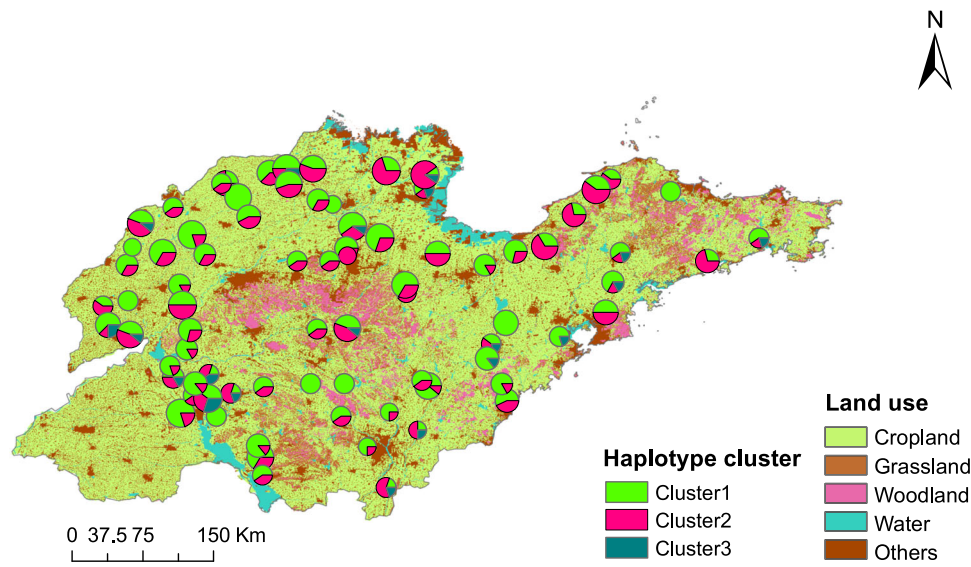 N
Land use
Cropland
Grassland
Woodland
Water
Others
Haplotype cluster
Cluster1
Cluster2
Cluster3
0 37.5 75 150 Km